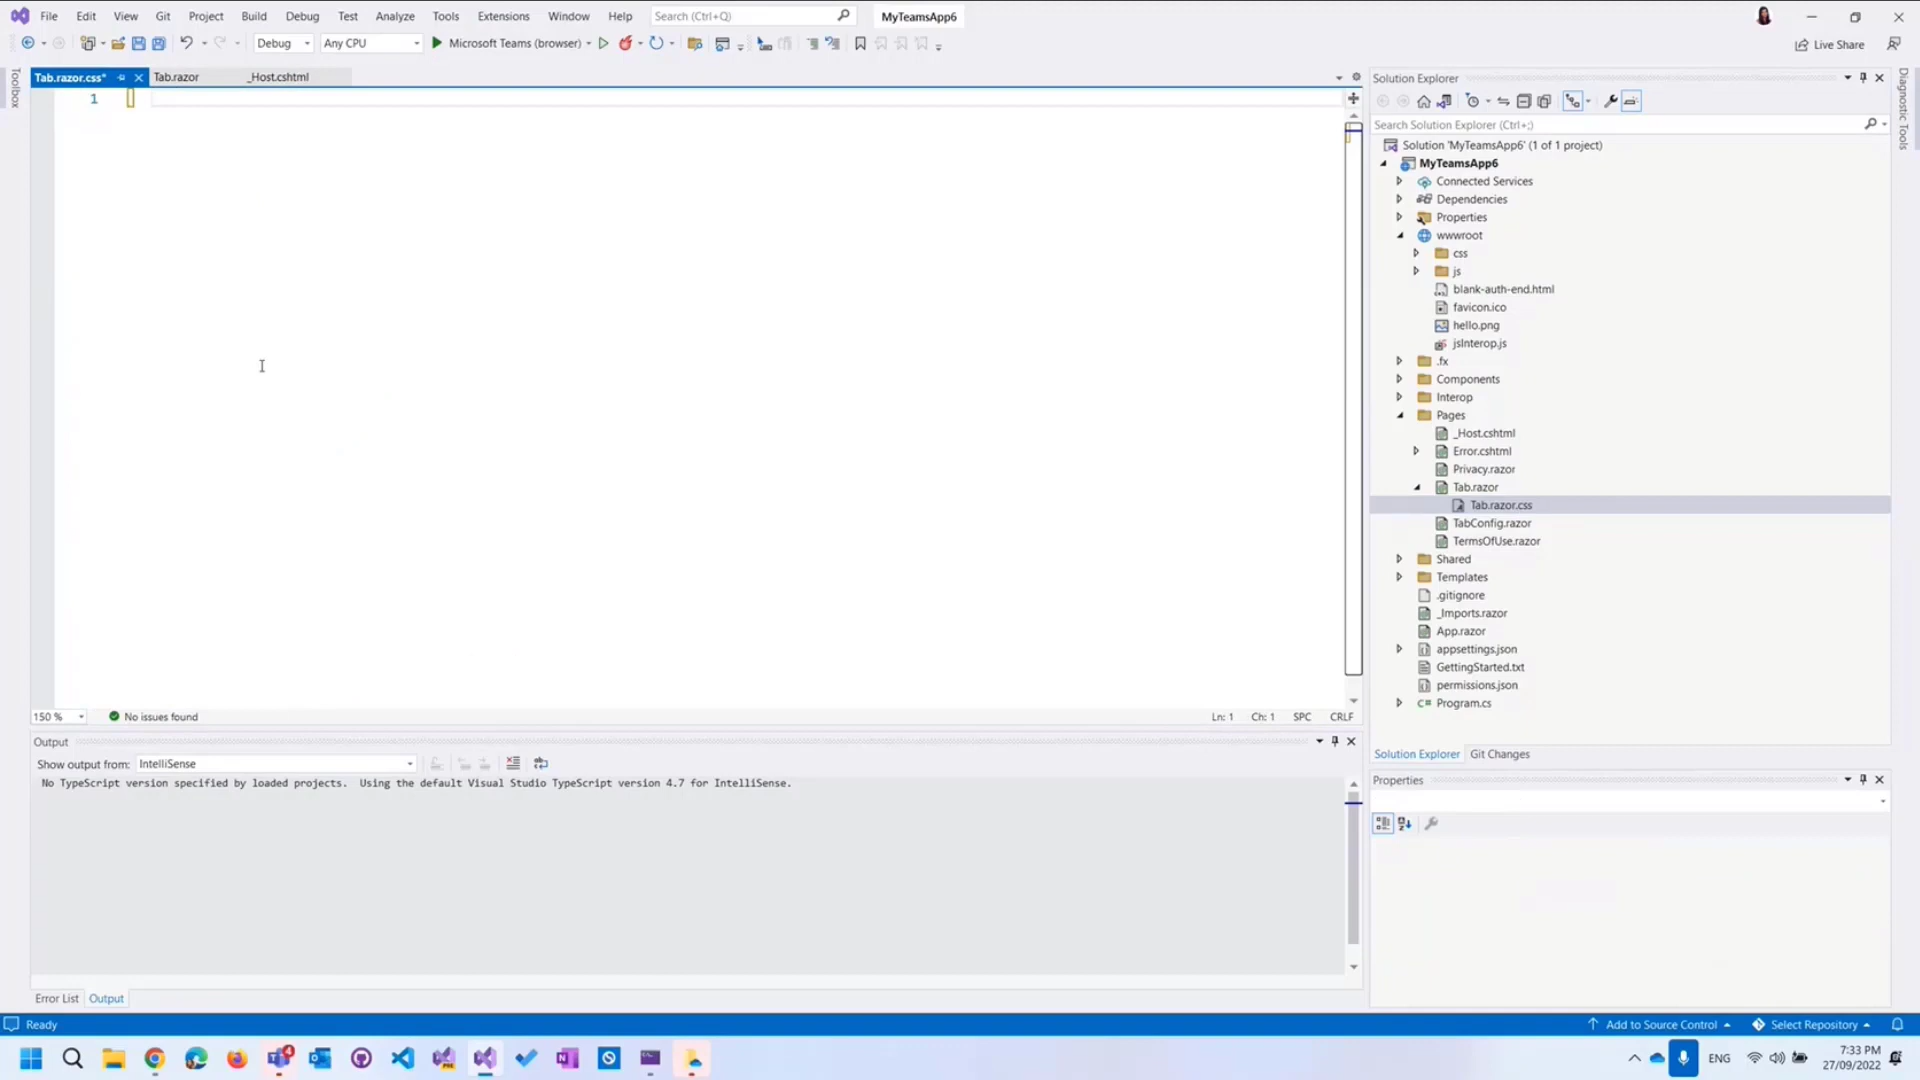 File Edit View Git Project Build Debug Test Analyze Tools Extensions Window Help Search (Ctrl+Q) MyTeamsApp6
Debug Any CPU Microsoft Teams (browser) Live Share
Toolbox
Tab.razor.css* Tab.razor _Host.cshtml
1
150 % No issues found Ln: 1 Ch: 1 SPC CRLF
Output
Show output from: IntelliSense
No TypeScript version specified by loaded projects. Using the default Visual Studio TypeScript version 4.7 for IntelliSense.
Error List Output
Solution Explorer
Search Solution Explorer (Ctrl+;)
Solution 'MyTeamsApp6' (1 of 1 project)
MyTeamsApp6
Connected Services
Dependencies
Properties
wwwroot
css
js
blank-auth-end.html
favicon.ico
hello.png
jsInterop.js
.fx
Components
Interop
Pages
_Host.cshtml
Error.cshtml
Privacy.razor
Tab.razor
Tab.razor.css
TabConfig.razor
TermsOfUse.razor
Shared
Templates
.gitignore
_Imports.razor
App.razor
appsettings.json
GettingStarted.txt
permissions.json
C# Program.cs
Solution Explorer Git Changes
Properties
Diagnostic Tools
Ready Add to Source Control Select Repository
4
ENG 7:33 PM
27/09/2022